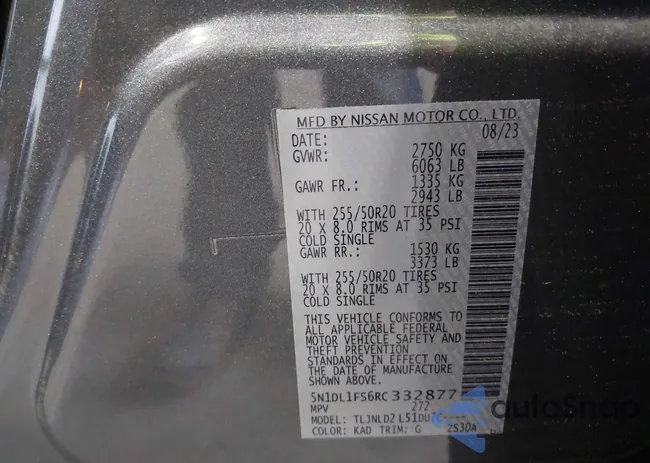 MFD BY NISSAN MOTOR CO., LTD.
DATE: 08/23
GVWR: 2750 KG
6063 LB
GAWR FR.: 1335 KG
2943 LB
WITH 255/50R20 TIRES
20 X 8.0 RIMS AT 35 PSI
COLD SINGLE
GAWR RR.: 1530 KG
3373 LB
WITH 255/50R20 TIRES
20 X 8.0 RIMS AT 35 PSI
COLD SINGLE
THIS VEHICLE CONFORMS TO
ALL APPLICABLE FEDERAL
MOTOR VEHICLE SAFETY AND
THEFT PREVENTION
STANDARDS IN EFFECT ON
THE DATE OF MANUFACTURE
SHOWN ABOVE.
5N1DL1FS6RC332877
MPV 272
MODEL: TLJNLD2 L51DU
COLOR: KAD TRIM: G 2S30A
autoSnap